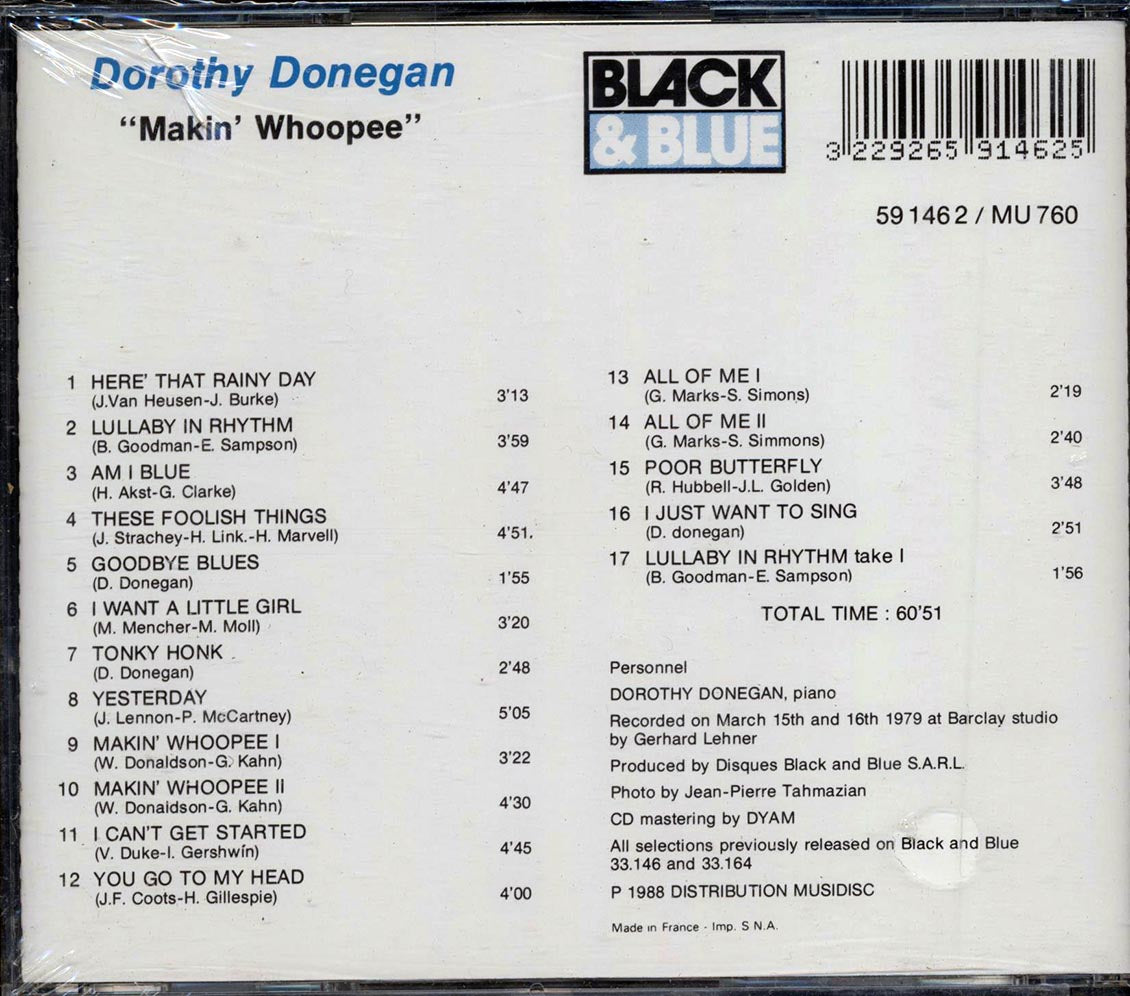 Dorothy Donegan
"Makin' Whoopee"
BLACK
& BLUE
3 229265 914625
59 146 2 / MU 760
1 HERE' THAT RAINY DAY
(J.Van Heusen-J. Burke) 3'13
2 LULLABY IN RHYTHM
(B. Goodman-E. Sampson) 3'59
3 AM I BLUE
(H. Akst-G. Clarke) 4'47
4 THESE FOOLISH THINGS
(J. Strachey-H. Link.-H. Marvell) 4'51.
5 GOODBYE BLUES
(D. Donegan) 1'55
6 I WANT A LITTLE GIRL
(M. Mencher-M. Moll) 3'20
7 TONKY HONK
(D. Donegan) 2'48
8 YESTERDAY
(J. Lennon-P. McCartney) 5'05
9 MAKIN' WHOOPEE I
(W. Donaldson-G. Kahn) 3'22
10 MAKIN' WHOOPEE II
(W. Donaldson-G. Kahn) 4'30
11 I CAN'T GET STARTED
(V. Duke-I. Gershwin) 4'45
12 YOU GO TO MY HEAD
(J.F. Coots-H. Gillespie) 4'00
13 ALL OF ME I
(G. Marks-S. Simons) 2'19
14 ALL OF ME II
(G. Marks-S. Simmons) 2'40
15 POOR BUTTERFLY
(R. Hubbell-J.L. Golden) 3'48
16 I JUST WANT TO SING
(D. donegan) 2'51
17 LULLABY IN RHYTHM take I
(B. Goodman-E. Sampson) 1'56
TOTAL TIME : 60'51
Personnel
DOROTHY DONEGAN, piano
Recorded on March 15th and 16th 1979 at Barclay studio
by Gerhard Lehner
Produced by Disques Black and Blue S.A.R.L.
Photo by Jean-Pierre Tahmazian
CD mastering by DYAM
All selections previously released on Black and Blue
33.146 and 33.164
P 1988 DISTRIBUTION MUSIDISC
Made in France - Imp. S N.A.